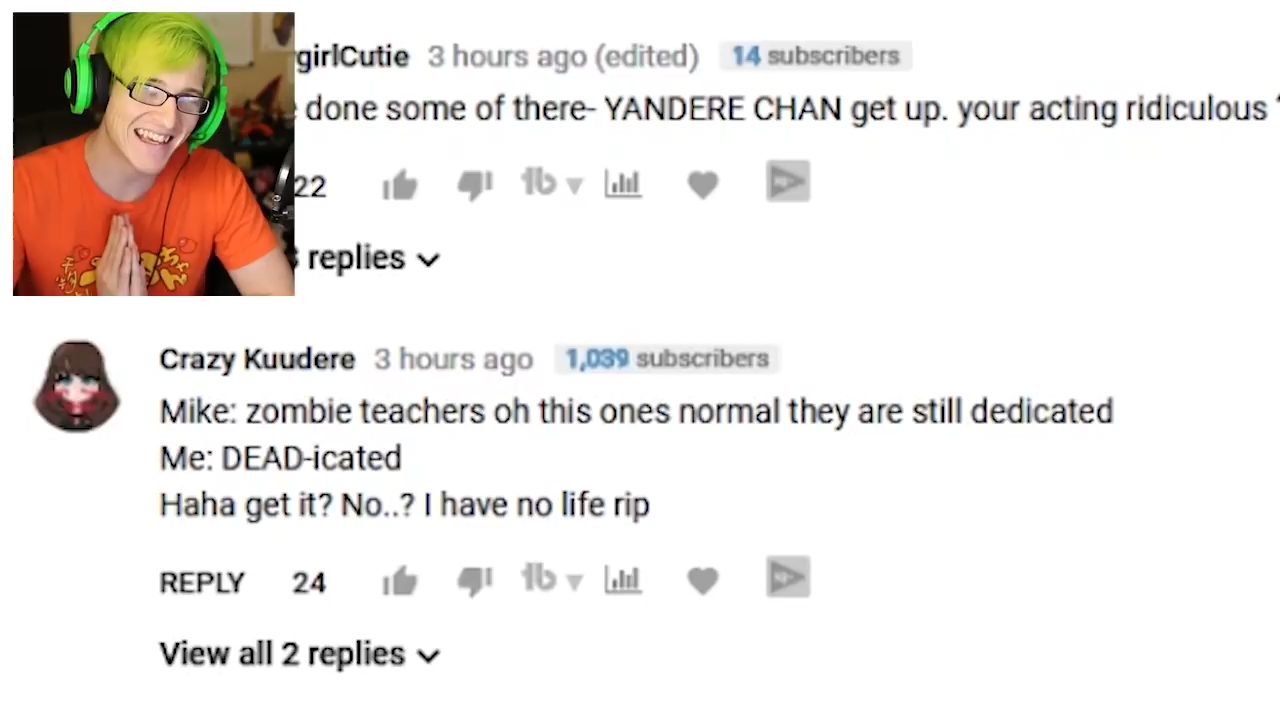 girlCutie 3 hours ago (edited) 14 subscribers
done some of there- YANDERE CHAN get up. your acting ridiculous
22
replies
Crazy Kuudere 3 hours ago 1,039 subscribers
Mike: zombie teachers oh this ones normal they are still dedicated
Me: DEAD-icated
Haha get it? No..? I have no life rip
REPLY 24
View all 2 replies